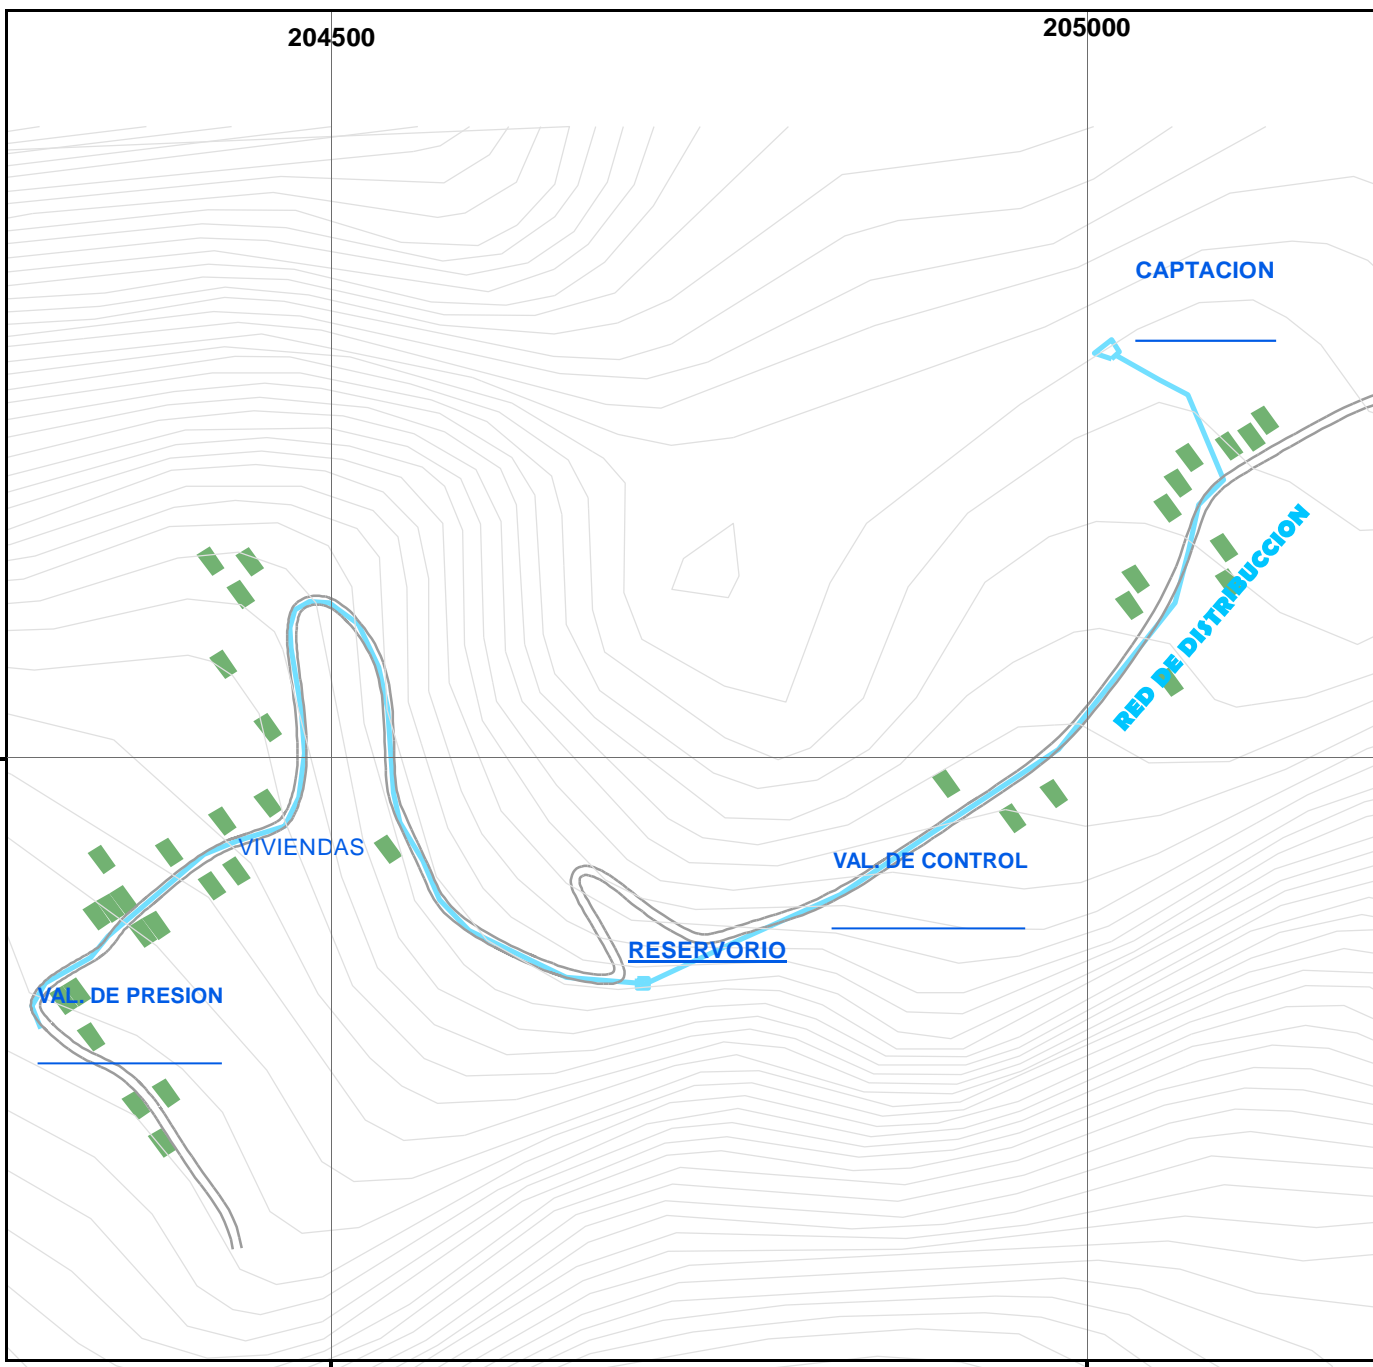 204500
205000
CAPTACION
RED DE DISTRIBUCCION
VIVIENDAS
VAL. DE CONTROL
RESERVORIO
VAL. DE PRESION